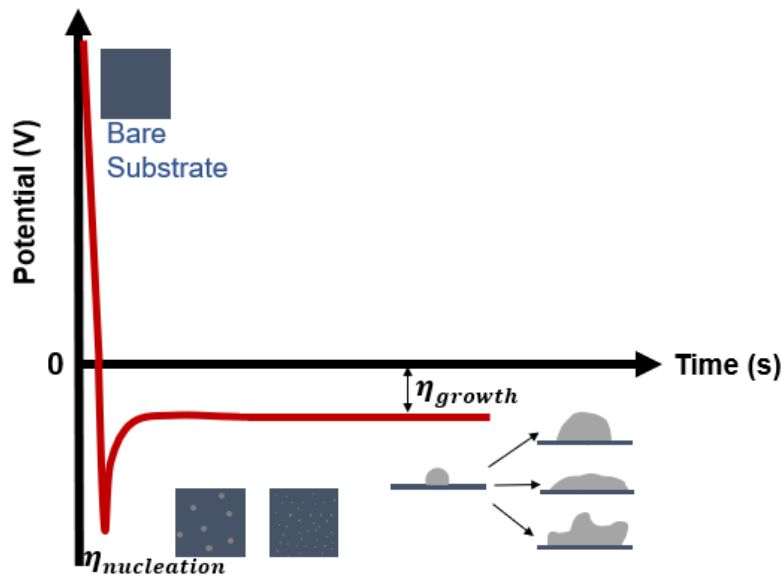 Potential (V)
Bare
Substrate
0
Time (s)
η_growth
η_nucleation